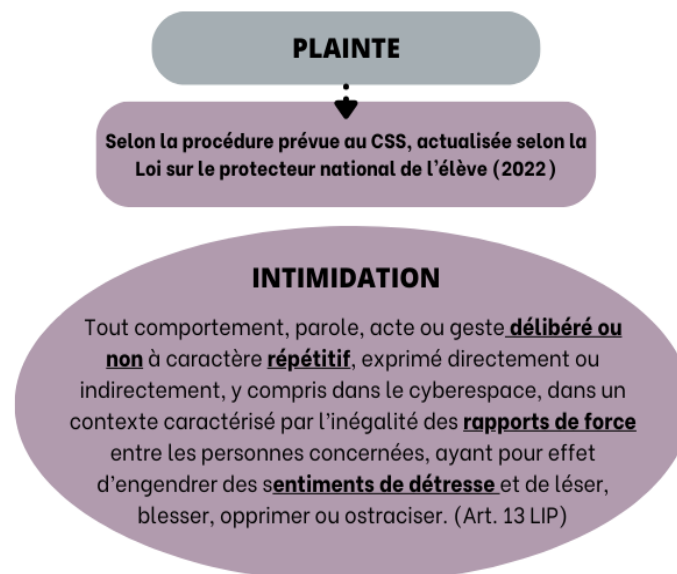 PLAINTE
Selon la procédure prévue au CSS, actualisée selon la
Loi sur le protecteur national de l'élève (2022)
INTIMIDATION
Tout comportement, parole, acte ou geste délibéré ou
non à caractère répétitif, exprimé directement ou
indirectement, y compris dans le cyberespace, dans un
contexte caractérisé par l'inégalité des rapports de force
entre les personnes concernées, ayant pour effet
d'engendrer des sentiments de détresse et de léser,
blesser, opprimer ou ostraciser. (Art. 13 LIP)